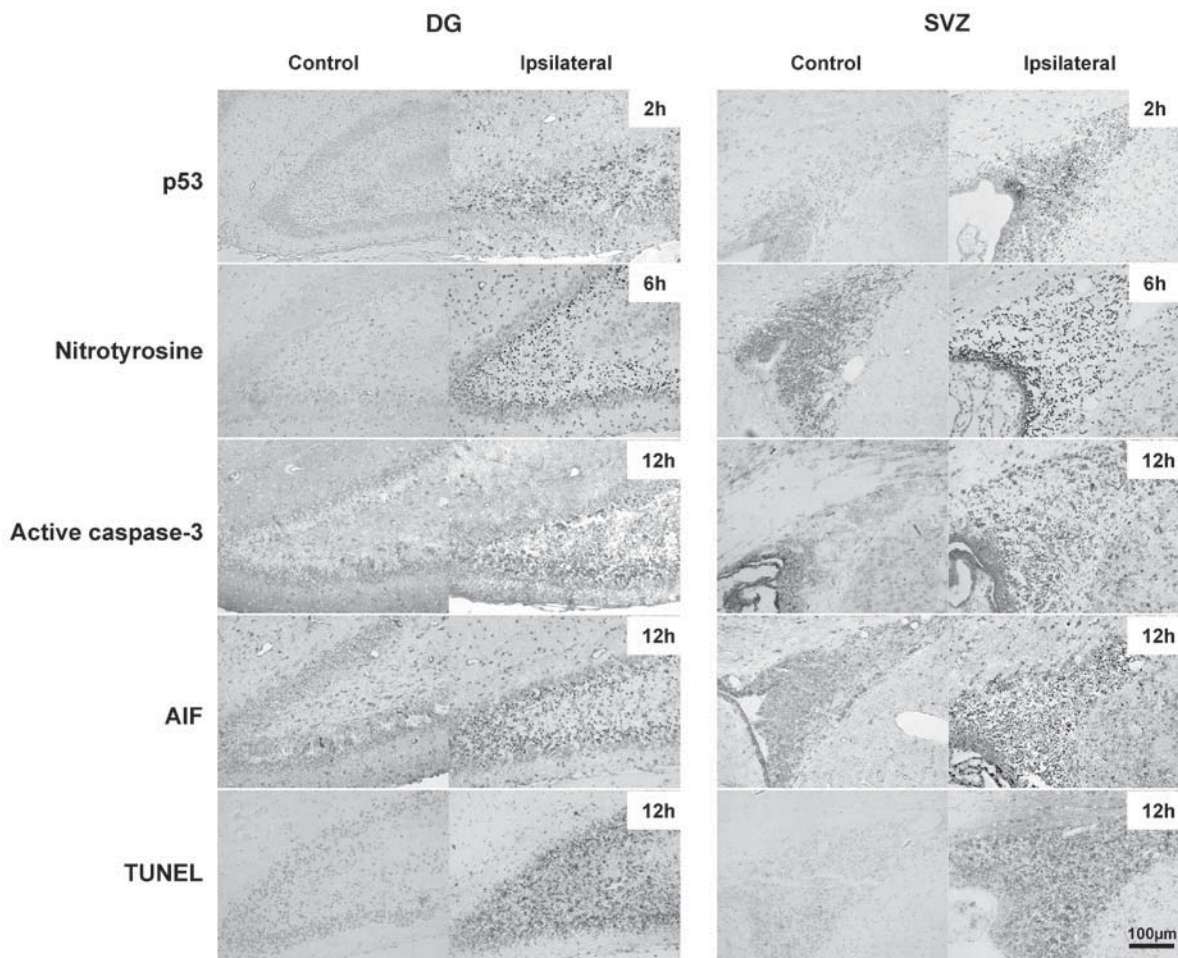 DG SVZ
Control Ipsilateral Control Ipsilateral
p53 2h 2h
Nitrotyrosine 6h 6h
Active caspase-3 12h 12h
AIF 12h 12h
TUNEL 12h 12h
100µm